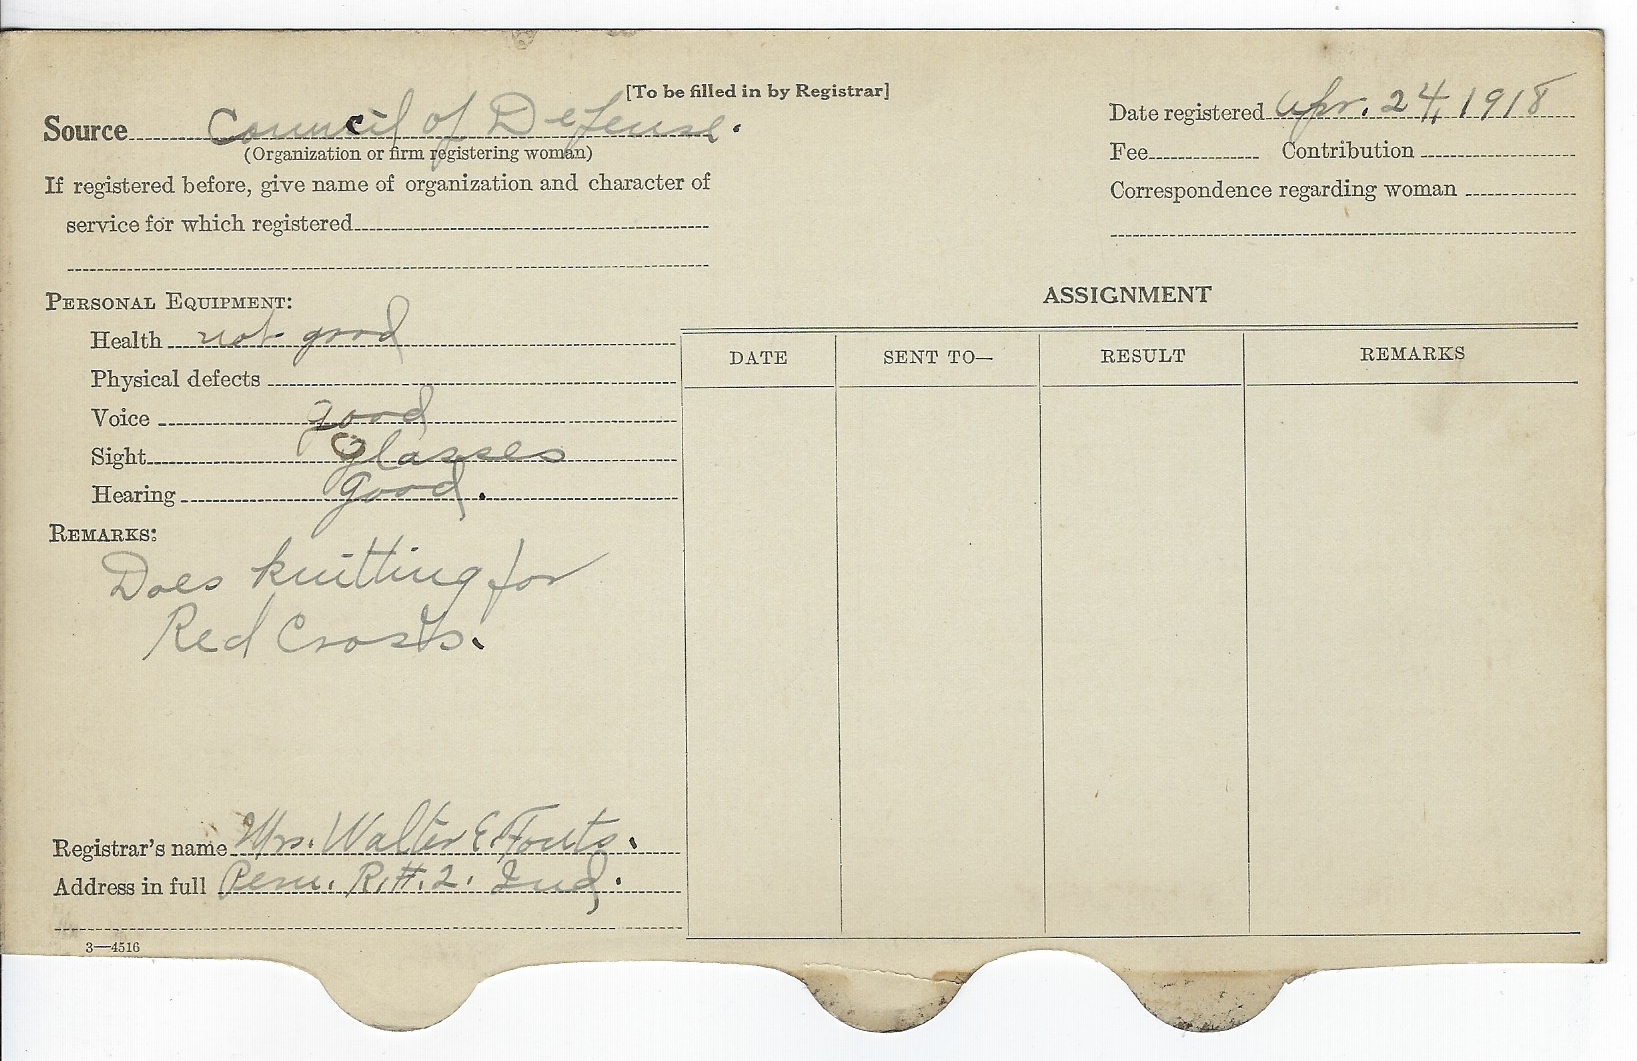 [To be filled in by Registrar]
Source Council of Defense.
(Organization or firm registering woman)
If registered before, give name of organization and character of
service for which registered
Date registered Apr. 24, 1918
Fee Contribution
Correspondence regarding woman
PERSONAL EQUIPMENT:
Health not good
Physical defects
Voice good
Sight Glasses
Hearing good.
REMARKS:
Does knitting for
Red Cross.
Registrar's name Mrs. Walter E Fouts.
Address in full Peru. R.#.2. Ind.
3—4516
ASSIGNMENT
DATE SENT TO— RESULT REMARKS